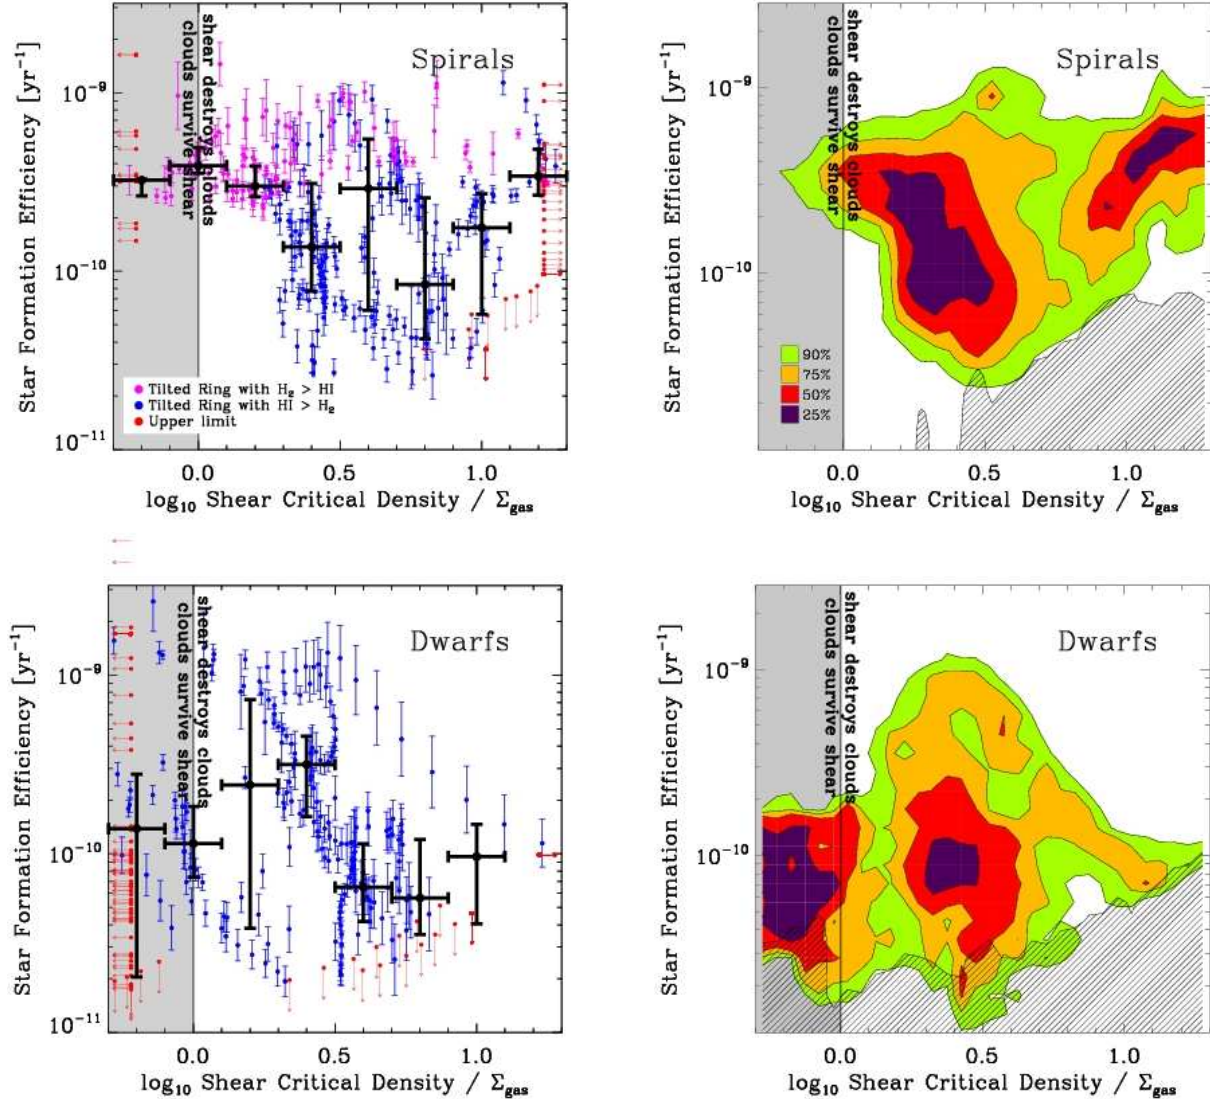 Star Formation Efficiency [yr⁻¹]
10⁻⁹
10⁻¹⁰
10⁻¹¹
shear destroys clouds
clouds survive shear
Spirals
Tilted Ring with H₂ > HI
Tilted Ring with HI > H₂
Upper limit
0.0 0.5 1.0
log₁₀ Shear Critical Density / Σgas
Star Formation Efficiency [yr⁻¹]
10⁻⁹
10⁻¹⁰
shear destroys clouds
clouds survive shear
Spirals
90%
75%
50%
25%
0.0 0.5 1.0
log₁₀ Shear Critical Density / Σgas
Star Formation Efficiency [yr⁻¹]
10⁻⁹
10⁻¹⁰
10⁻¹¹
shear destroys clouds
clouds survive shear
Dwarfs
0.0 0.5 1.0
log₁₀ Shear Critical Density / Σgas
Star Formation Efficiency [yr⁻¹]
10⁻⁹
10⁻¹⁰
shear destroys clouds
clouds survive shear
Dwarfs
0.0 0.5 1.0
log₁₀ Shear Critical Density / Σgas